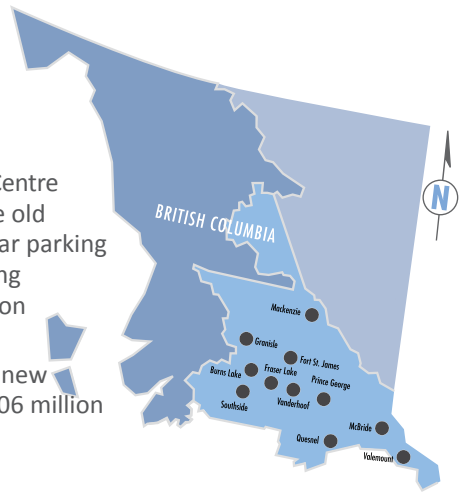 Centre
e old
ar parking
ng
on
new
06 million
BRITISH COLUMBIA
N
Mackenzie
Granisle
Fort St. James
Burns Lake
Fraser Lake
Prince George
Southside
Vanderhoof
McBride
Quesnel
Valemount